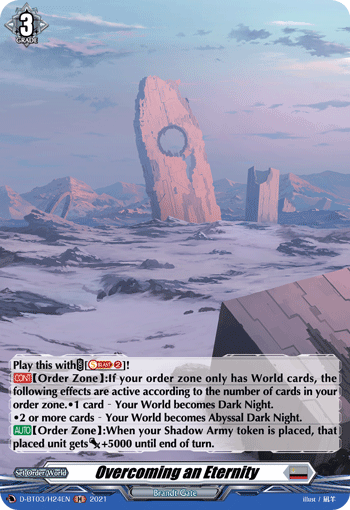 3
GRADE
Play this with [SOUL BLAST 2]!
CONT【Order Zone】:If your order zone only has World cards, the
following effects are active according to the number of cards in your
order zone.•1 card - Your World becomes Dark Night.
•2 or more cards - Your World becomes Abyssal Dark Night.
AUTO【Order Zone】:When your Shadow Army token is placed, that
placed unit gets +5000 until end of turn.
Set Order/World
Overcoming an Eternity
D-BT03/H24EN H 2021
Brandt Gate
illust / 凪羊